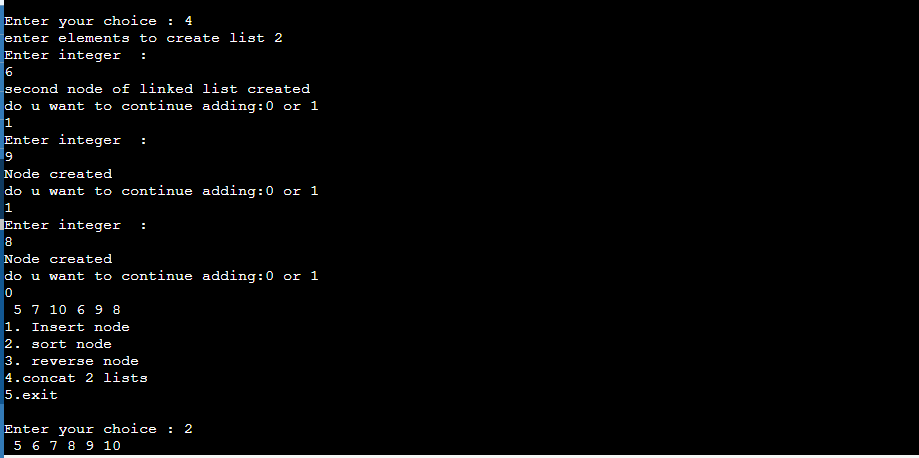 Enter your choice : 4
enter elements to create list 2
Enter integer  :
6
second node of linked list created
do u want to continue adding:0 or 1
1
Enter integer  :
9
Node created
do u want to continue adding:0 or 1
1
Enter integer  :
8
Node created
do u want to continue adding:0 or 1
0
 5 7 10 6 9 8
1. Insert node
2. sort node
3. reverse node
4.concat 2 lists
5.exit
Enter your choice : 2
 5 6 7 8 9 10